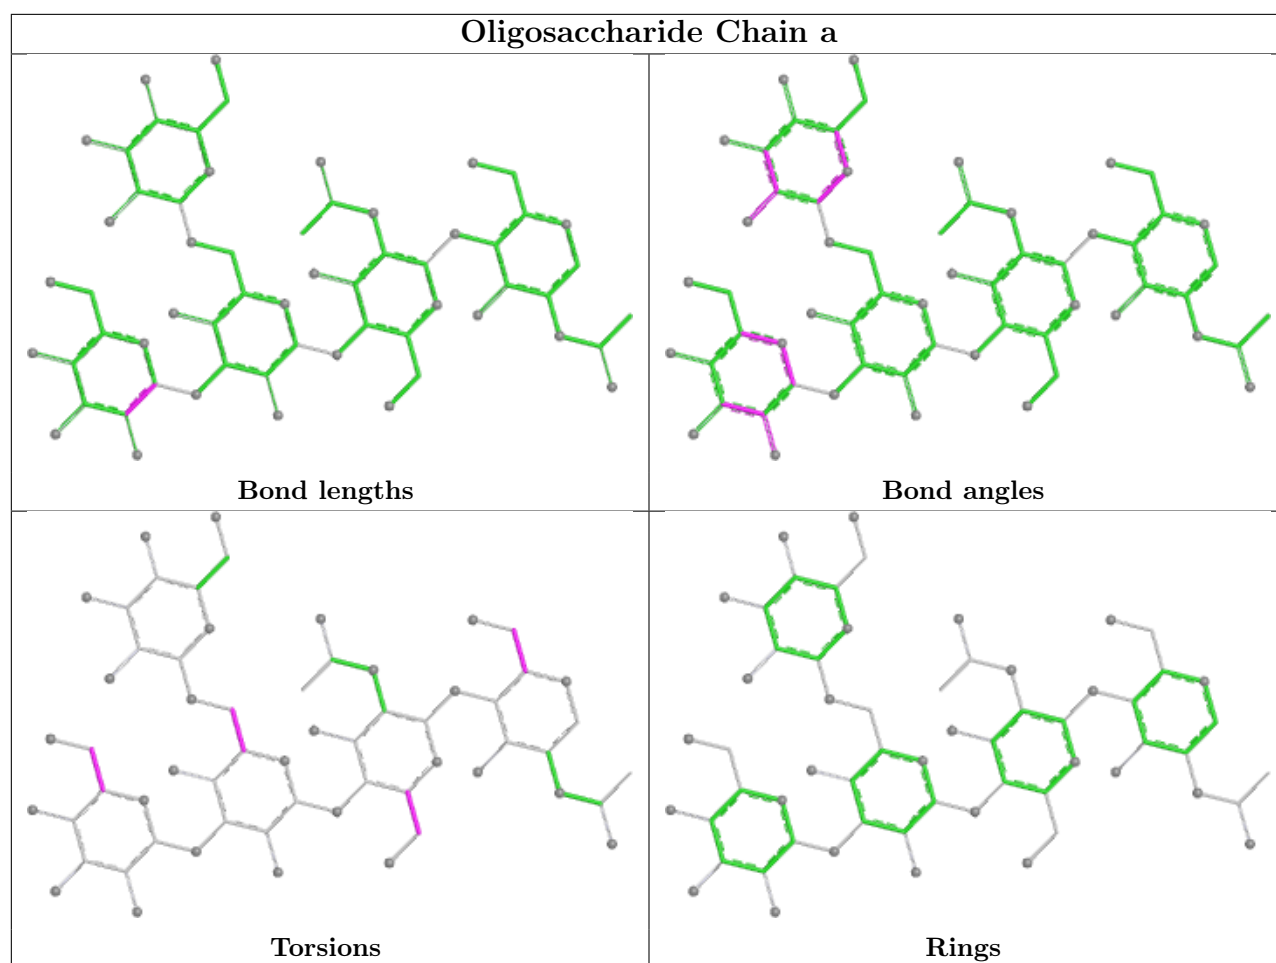 Oligosaccharide Chain a
Bond lengths
Bond angles
Torsions
Rings